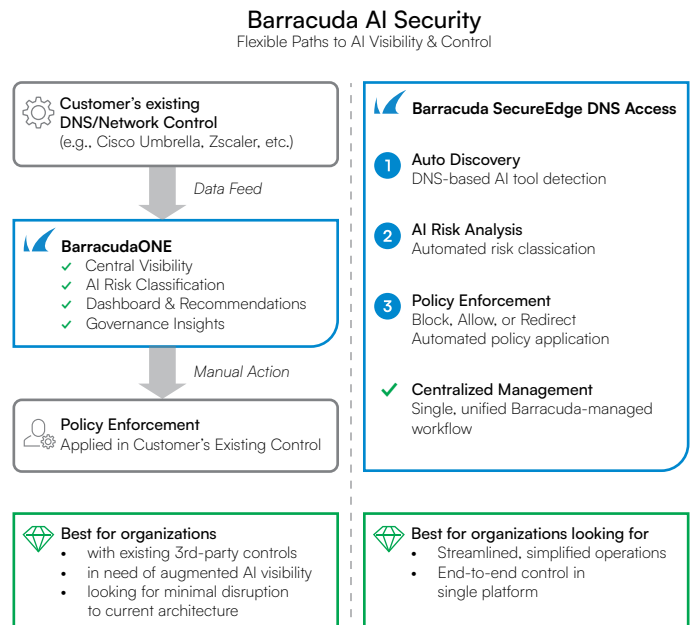 Barracuda AI Security
Flexible Paths to AI Visibility & Control
Customer's existing
DNS/Network Control
(e.g., Cisco Umbrella, Zscaler, etc.)
Data Feed
BarracudaONE
Central Visibility
AI Risk Classification
Dashboard & Recommendations
Governance Insights
Manual Action
Policy Enforcement
Applied in Customer's Existing Control
Best for organizations
• with existing 3rd-party controls
• in need of augmented AI visibility
• looking for minimal disruption
to current architecture
Barracuda SecureEdge DNS Access
1 Auto Discovery
DNS-based AI tool detection
2 AI Risk Analysis
Automated risk classication
3 Policy Enforcement
Block, Allow, or Redirect
Automated policy application
Centralized Management
Single, unified Barracuda-managed
workflow
Best for organizations looking for
• Streamlined, simplified operations
• End-to-end control in
single platform